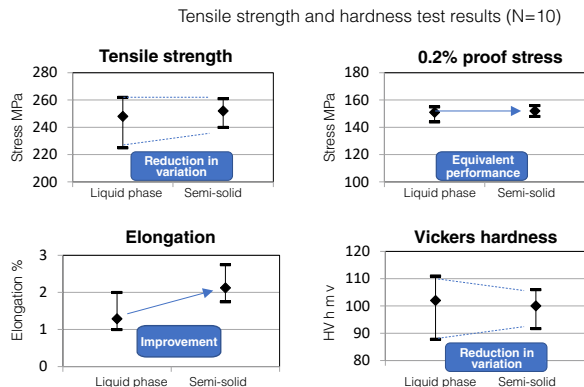 Tensile strength and hardness test results (N=10)
Tensile strength
Stress MPa
280
260
240
220
200
Reduction in
variation
Liquid phase
Semi-solid
0.2% proof stress
Stress MPa
180
160
140
120
100
Equivalent
performance
Liquid phase
Semi-solid
Elongation
Elongation %
3
2
1
0
Improvement
Liquid phase
Semi-solid
Vickers hardness
HV h m v
120
110
100
90
80
Reduction in
variation
Liquid phase
Semi-solid